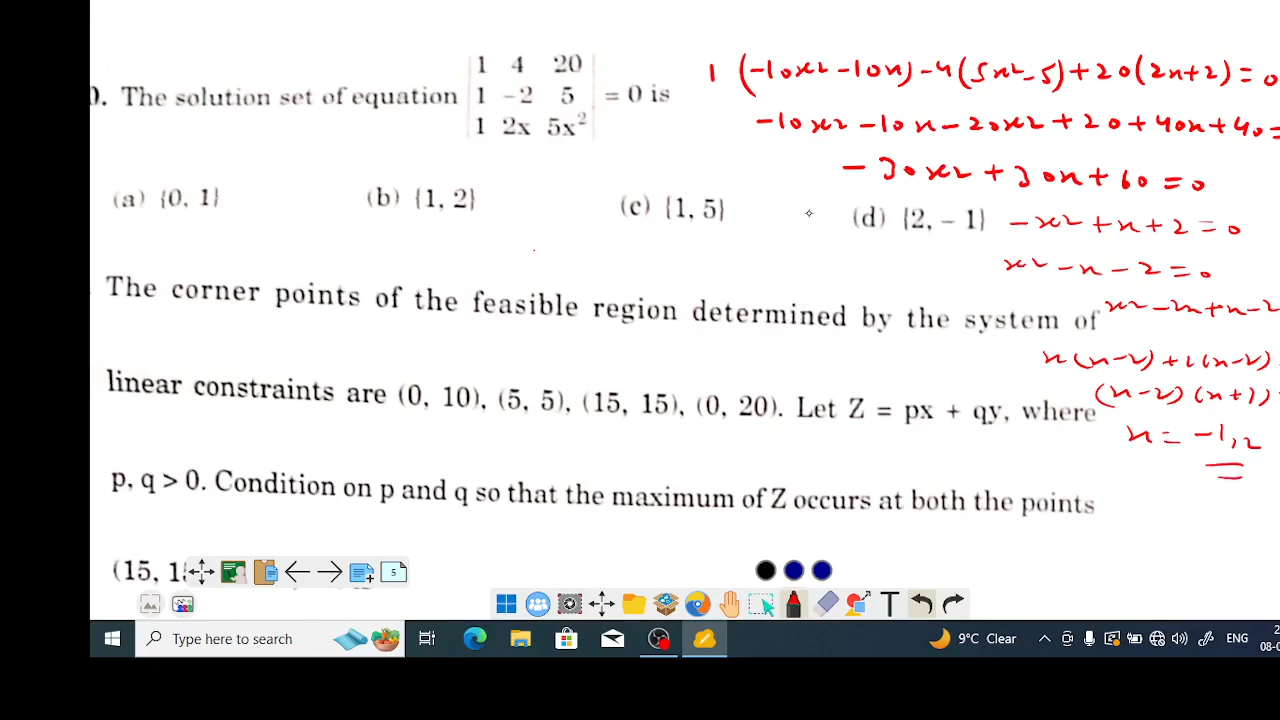 ). The solution set of equation | 1 4 20 | 1 -2 5 | 1 2x 5x² | = 0 is
(a) {0, 1} (b) {1, 2} (c) {1, 5} (d) {2, – 1}
The corner points of the feasible region determined by the system of
linear constraints are (0, 10), (5, 5), (15, 15), (0, 20). Let Z = px + qy, where
p, q > 0. Condition on p and q so that the maximum of Z occurs at both the points
(15, 1
1 (-10x2 -10x) -4(5x2-5)+20(2x+2)=0
-10x2 -10x -20x2 +20+40x+40=
-30x2+30x+60=0
-x2+x+2=0
x2-x-2=0
x2-2x+x-2
x(x-2)+1(x-2)
(x-2)(x+1)
x=-1,2
5
T
Type here to search
9°C Clear
ENG
2
08-0